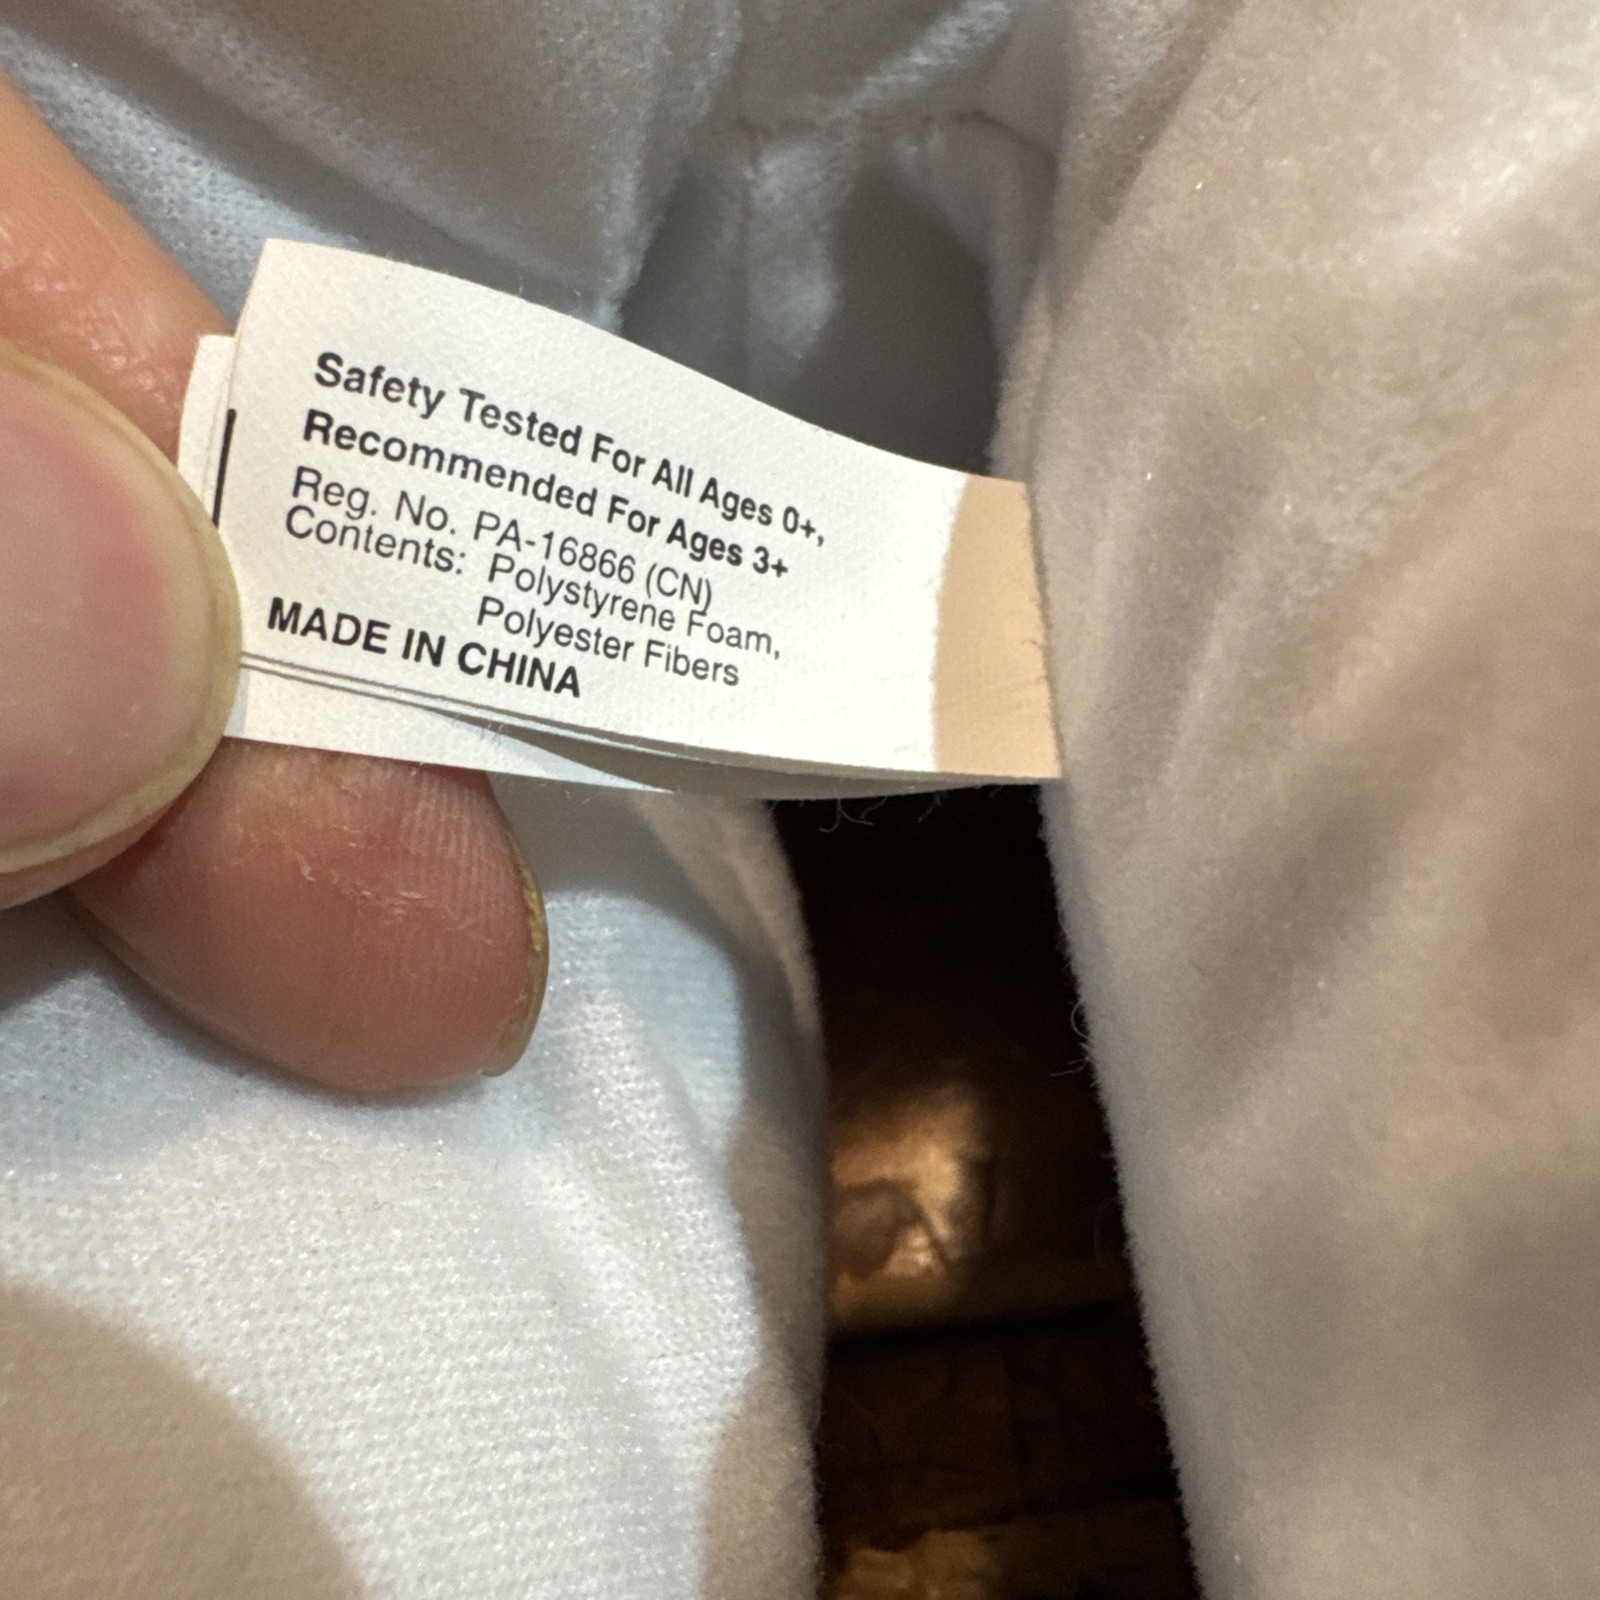 Safety Tested For All Ages 0+,
Recommended For Ages 3+
Reg. No. PA-16866 (CN)
Contents: Polystyrene Foam,
Polyester Fibers
MADE IN CHINA